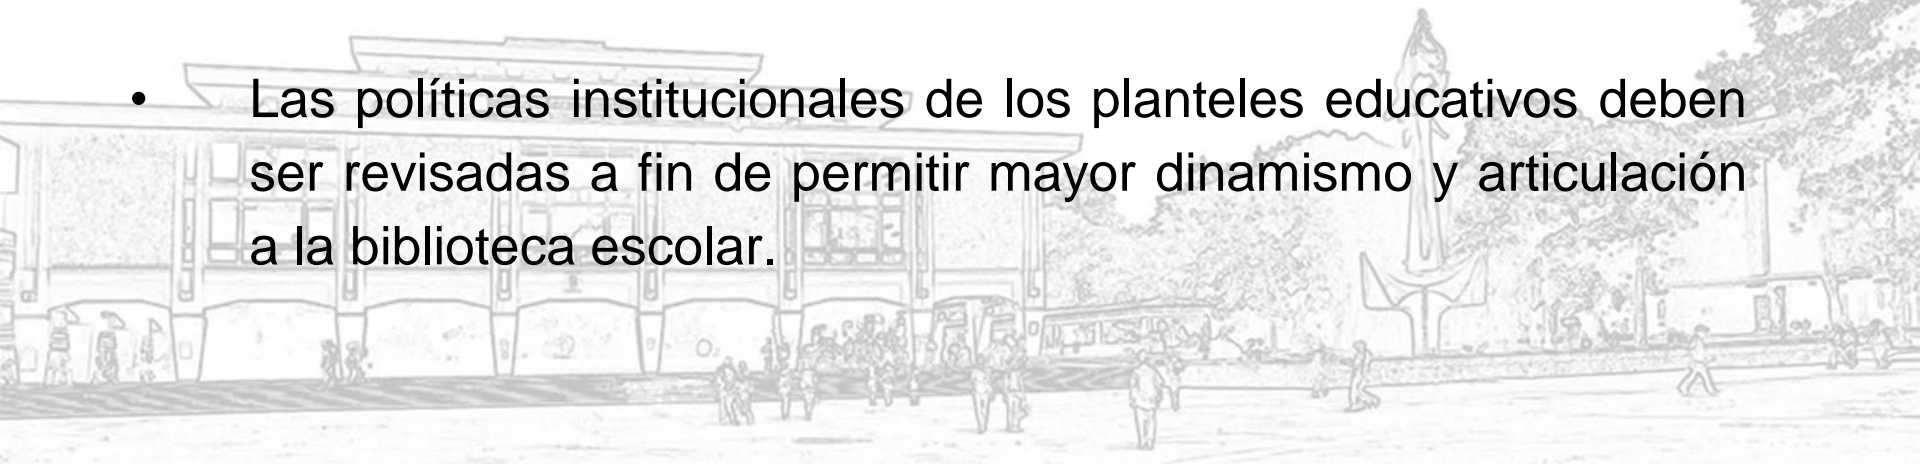 • Las políticas institucionales de los planteles educativos deben
ser revisadas a fin de permitir mayor dinamismo y articulación
a la biblioteca escolar.